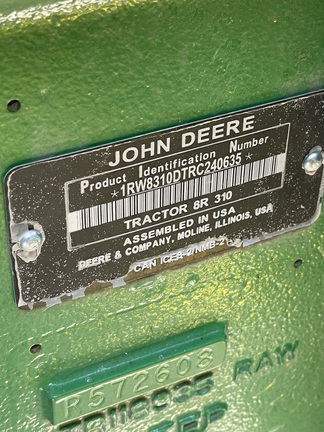 JOHN DEERE
Product Identification Number
*1RW8310DTRC240635*
TRACTOR 8R 310
ASSEMBLED IN USA
DEERE & COMPANY, MOLINE, ILLINOIS, USA
CAN ICES-2/NMB-2
R572608
RAW